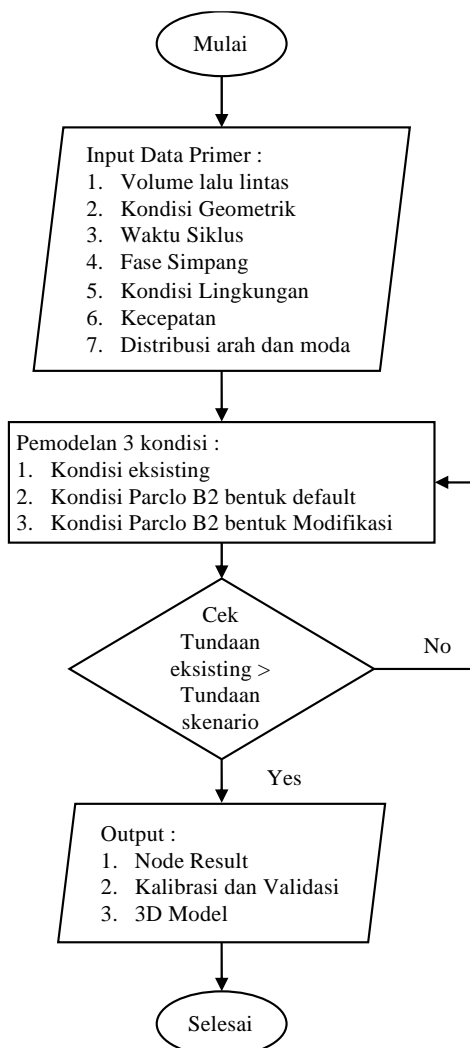 Mulai
Input Data Primer :
1. Volume lalu lintas
2. Kondisi Geometrik
3. Waktu Siklus
4. Fase Simpang
5. Kondisi Lingkungan
6. Kecepatan
7. Distribusi arah dan moda
Pemodelan 3 kondisi :
1. Kondisi eksisting
2. Kondisi Parclo B2 bentuk default
3. Kondisi Parclo B2 bentuk Modifikasi
Cek
Tundaan
eksisting >
Tundaan
skenario
No
Yes
Output :
1. Node Result
2. Kalibrasi dan Validasi
3. 3D Model
Selesai